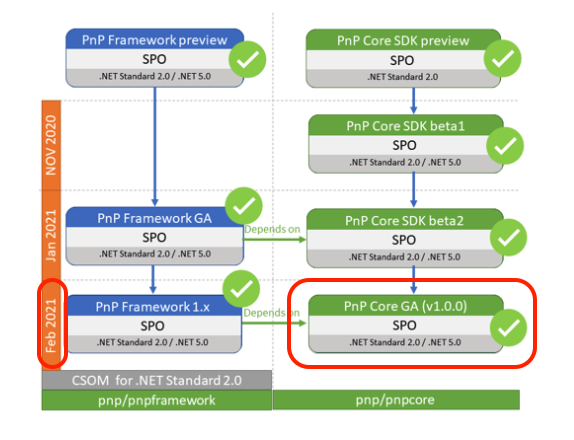 PnP Framework preview
SPO
.NET Standard 2.0 / .NET 5.0
PnP Core SDK preview
SPO
.NET Standard 2.0
NOV 2020
PnP Core SDK beta1
SPO
.NET Standard 2.0 / .NET 5.0
Jan 2021
PnP Framework GA
SPO
.NET Standard 2.0 / .NET 5.0
Depends on
PnP Core SDK beta2
SPO
.NET Standard 2.0 / .NET 5.0
Feb 2021
PnP Framework 1.x
SPO
.NET Standard 2.0 / .NET 5.0
Depends on
PnP Core GA (v1.0.0)
SPO
.NET Standard 2.0 / .NET 5.0
CSOM for .NET Standard 2.0
pnp/pnpframework
pnp/pnpcore